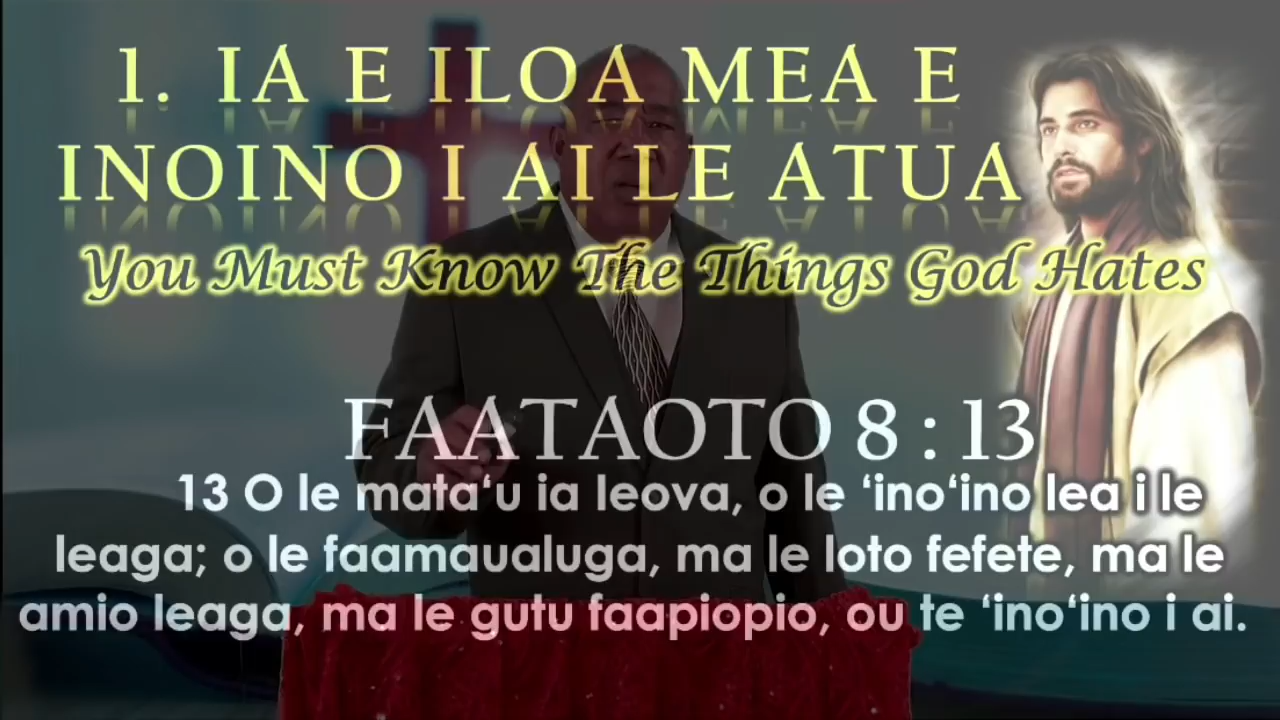 1. IA E ILOA MEA E
INOINO I AI LE ATUA
You Must Know The Things God Hates
FAATAOTO 8 : 13
13 O le mata‘u ia Ieova, o le ‘ino‘ino lea i le
leaga; o le faamaualuga, ma le loto fefete, ma le
amio leaga, ma le gutu faapiopio, ou te ‘ino‘ino i ai.